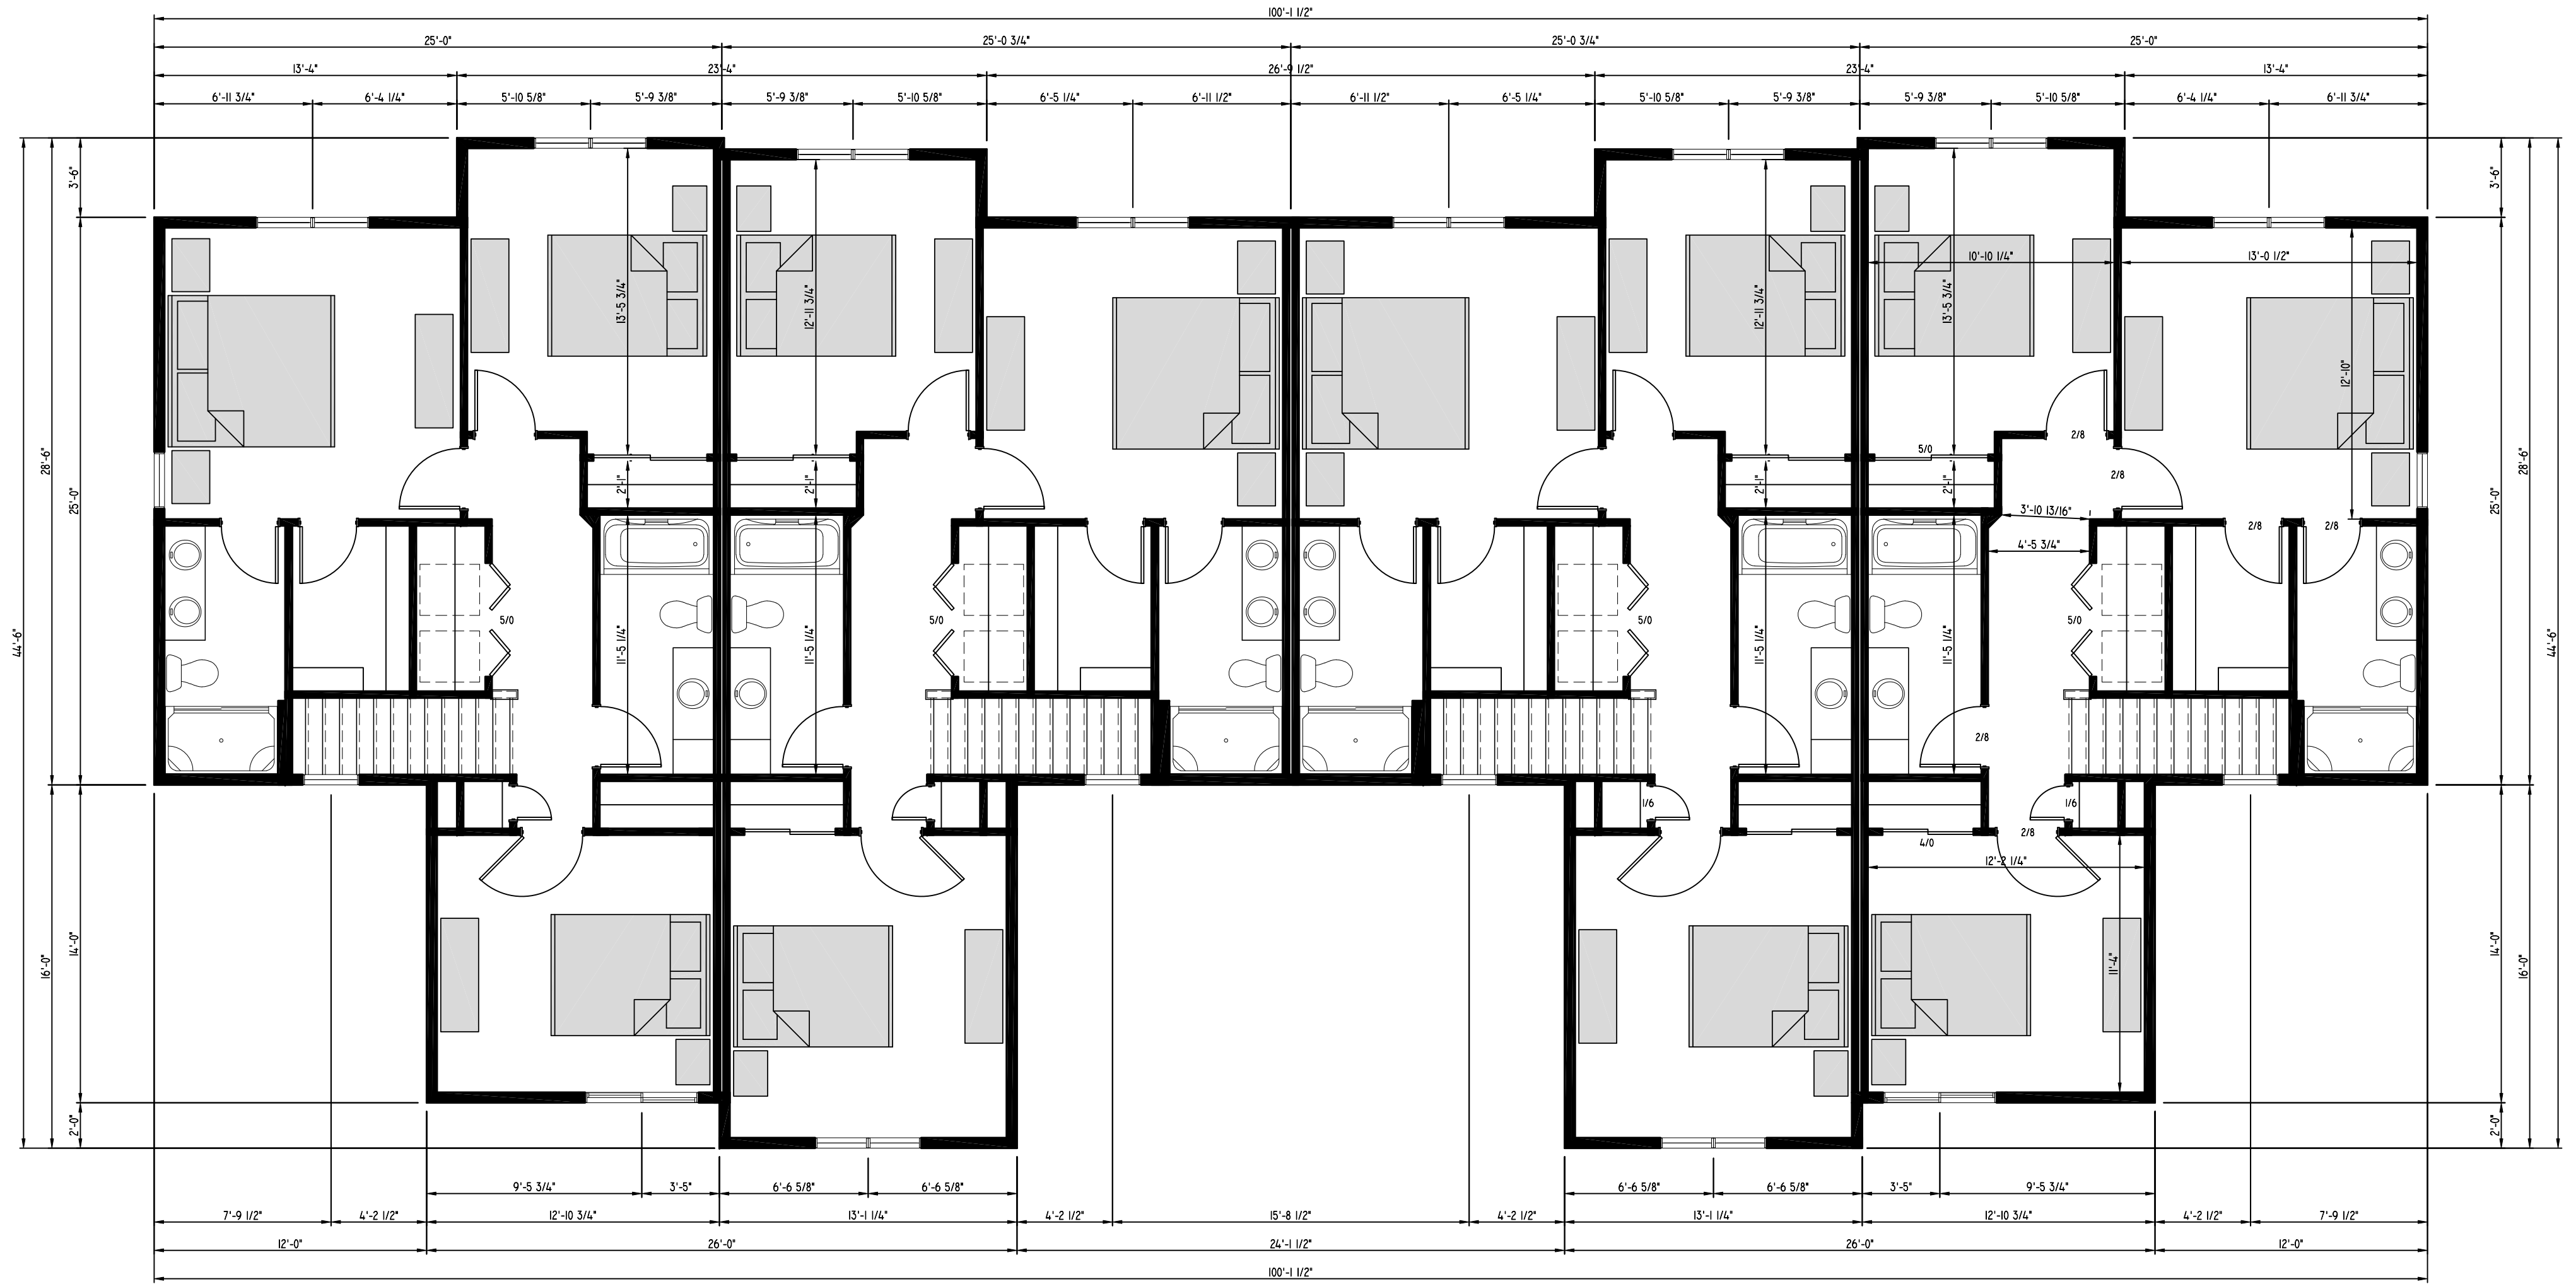 100'-1 1/2"
25'-0" 25'-0 3/4" 25'-0 3/4" 25'-0"
13'-4" 23'-4" 26'-9 1/2" 23'-4" 13'-4"
6'-11 3/4" 6'-4 1/4" 5'-10 5/8" 5'-9 3/8" 5'-9 3/8" 5'-10 5/8" 6'-5 1/4" 6'-11 1/2" 6'-11 1/2" 6'-5 1/4" 5'-10 5/8" 5'-9 3/8" 5'-9 3/8" 5'-10 5/8" 6'-4 1/4" 6'-11 3/4"
3'-6" 3'-6"
10'-10 1/4" 13'-0 1/2"
13'-5 3/4" 12'-11 3/4" 12'-11 3/4" 13'-5 3/4"
12'-10"
2/8
5/0
28'-6" 28'-6"
2/8
2'-1" 2'-1" 2'-1" 2'-1"
25'-0" 25'-0"
3'-10 13/16"
2/8 2/8
4'-5 3/4"
5/0 5/0 5/0 5/0
44'-6" 11'-5 1/4" 11'-5 1/4" 11'-5 1/4" 11'-5 1/4" 44'-6"
2/8
1/6 1/6
2/8
4/0
12'-2 1/4"
14'-0" 14'-0"
16'-0" 11'-4" 16'-0"
2'-0" 2'-0"
9'-5 3/4" 3'-5" 6'-6 5/8" 6'-6 5/8" 6'-6 5/8" 6'-6 5/8" 3'-5" 9'-5 3/4"
7'-9 1/2" 4'-2 1/2" 12'-10 3/4" 13'-1 1/4" 4'-2 1/2" 15'-8 1/2" 4'-2 1/2" 13'-1 1/4" 12'-10 3/4" 4'-2 1/2" 7'-9 1/2"
12'-0" 26'-0" 24'-1 1/2" 26'-0" 12'-0"
100'-1 1/2"